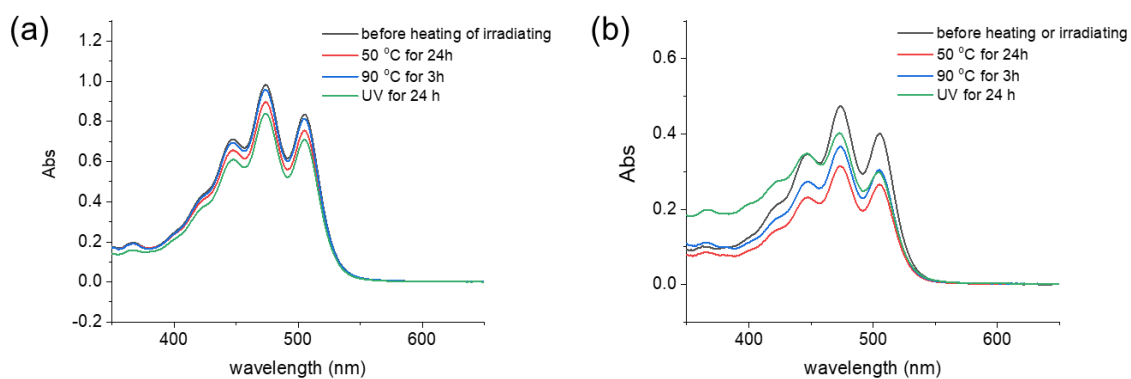 (a)
1.2
1.0
0.8
0.6
0.4
0.2
0.0
-0.2
Abs
before heating of irradiating
50 °C for 24h
90 °C for 3h
UV for 24 h
400
500
600
wavelength (nm)
(b)
0.6
0.4
0.2
0.0
Abs
before heating or irradiating
50 °C for 24h
90 °C for 3h
UV for 24 h
400
500
600
wavelength (nm)